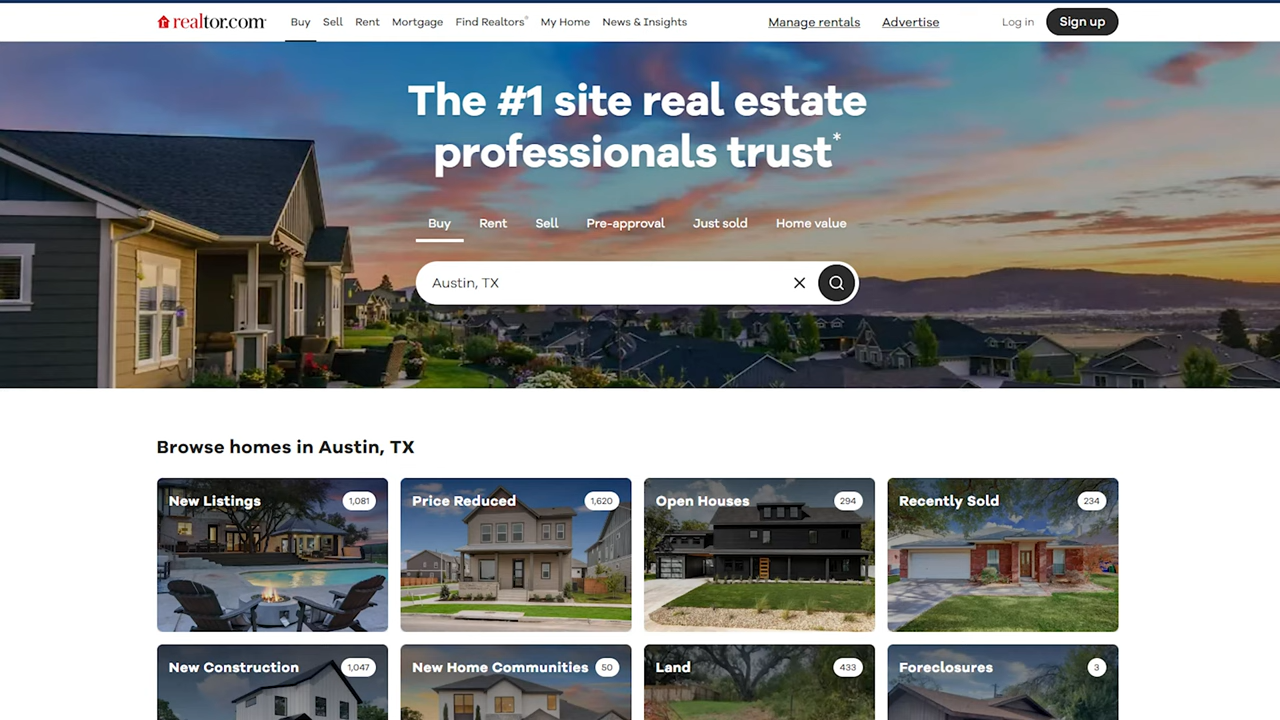 realtor.com®
Buy
Sell
Rent
Mortgage
Find Realtors®
My Home
News & Insights
Manage rentals
Advertise
Log in
Sign up
The #1 site real estate
professionals trust*
Buy
Rent
Sell
Pre-approval
Just sold
Home value
Austin, TX
Browse homes in Austin, TX
New Listings
1,081
Price Reduced
1,620
Open Houses
294
Recently Sold
234
New Construction
1,047
New Home Communities
50
Land
433
Foreclosures
3